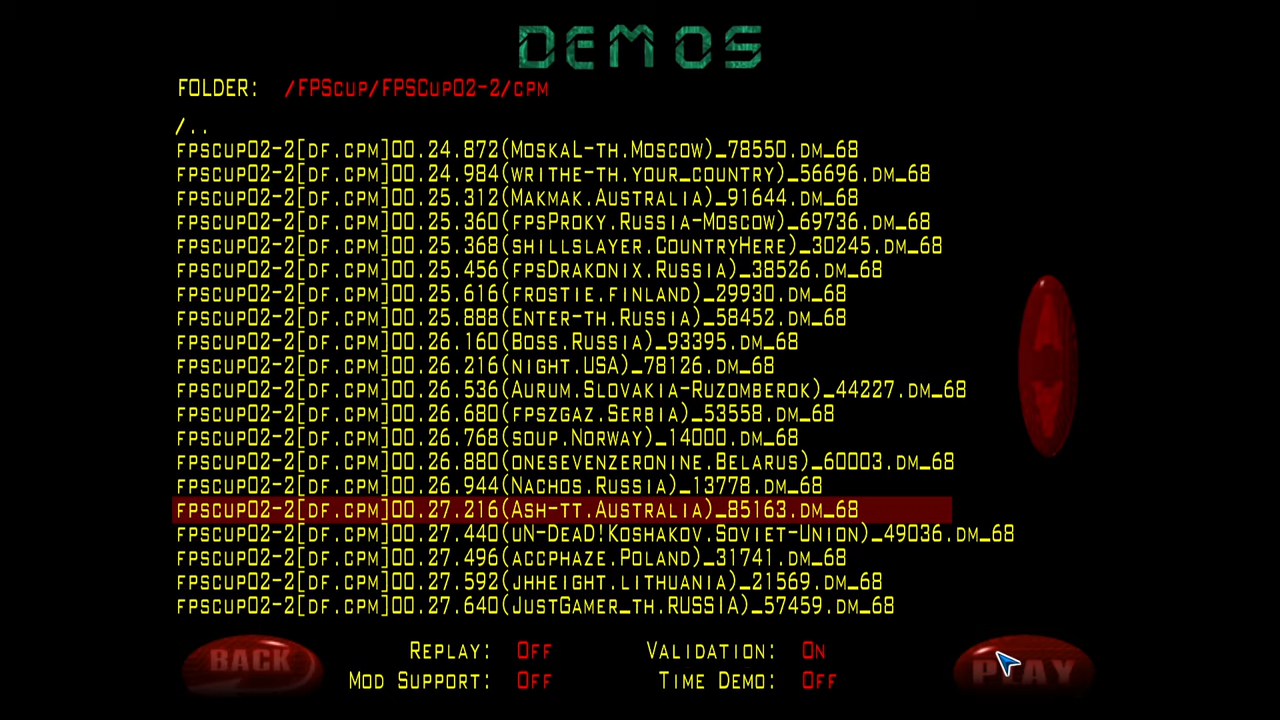 DEMOS
FOLDER: /FPScup/FPSCup02-2/cpm
/..
fpscup02-2[df.cpm]00.24.872(MoskaL-th.Moscow)_78550.dm_68
fpscup02-2[df.cpm]00.24.984(writhe-th.your_country)_56696.dm_68
fpscup02-2[df.cpm]00.25.312(Makmak.Australia)_91644.dm_68
fpscup02-2[df.cpm]00.25.360(fpsProky.Russia-Moscow)_69736.dm_68
fpscup02-2[df.cpm]00.25.368(shillslayer.CountryHere)_30245.dm_68
fpscup02-2[df.cpm]00.25.456(fpsDrakonix.Russia)_38526.dm_68
fpscup02-2[df.cpm]00.25.616(frostie.finland)_29930.dm_68
fpscup02-2[df.cpm]00.25.888(Enter-th.Russia)_58452.dm_68
fpscup02-2[df.cpm]00.26.160(Boss.Russia)_93395.dm_68
fpscup02-2[df.cpm]00.26.216(night.USA)_78126.dm_68
fpscup02-2[df.cpm]00.26.536(Aurum.Slovakia-Ruzomberok)_44227.dm_68
fpscup02-2[df.cpm]00.26.680(fpszgaz.Serbia)_53558.dm_68
fpscup02-2[df.cpm]00.26.768(soup.Norway)_14000.dm_68
fpscup02-2[df.cpm]00.26.880(onesevenzeronine.Belarus)_60003.dm_68
fpscup02-2[df.cpm]00.26.944(Nachos.Russia)_13778.dm_68
fpscup02-2[df.cpm]00.27.216(Ash-tt.Australia)_85163.dm_68
fpscup02-2[df.cpm]00.27.440(uN-DeaD!Koshakov.Soviet-Union)_49036.dm_68
fpscup02-2[df.cpm]00.27.496(accphaze.Poland)_31741.dm_68
fpscup02-2[df.cpm]00.27.592(jhheight.lithuania)_21569.dm_68
fpscup02-2[df.cpm]00.27.640(JustGamer_th.RUSSIA)_57459.dm_68
BACK Replay: Off Validation: On PLAY
Mod Support: Off Time Demo: Off